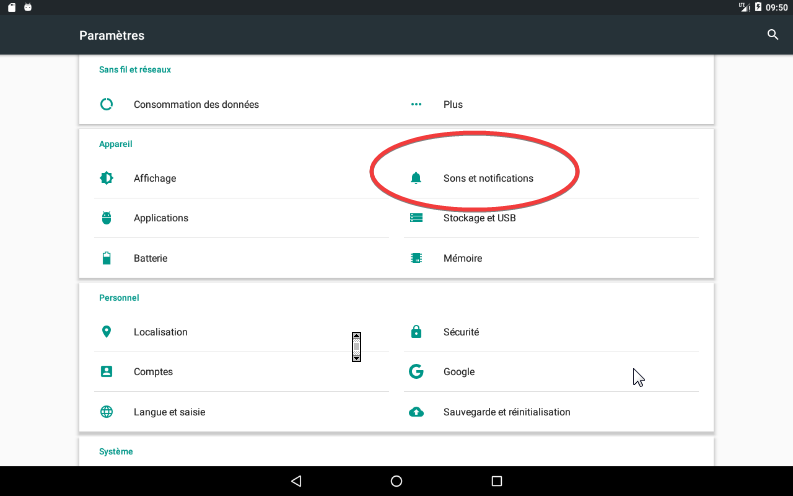 LTE 09:50
Paramètres
Sans fil et réseaux
Consommation des données
Plus
Appareil
Affichage
Sons et notifications
Applications
Stockage et USB
Batterie
Mémoire
Personnel
Localisation
Sécurité
Comptes
Google
Langue et saisie
Sauvegarde et réinitialisation
Système